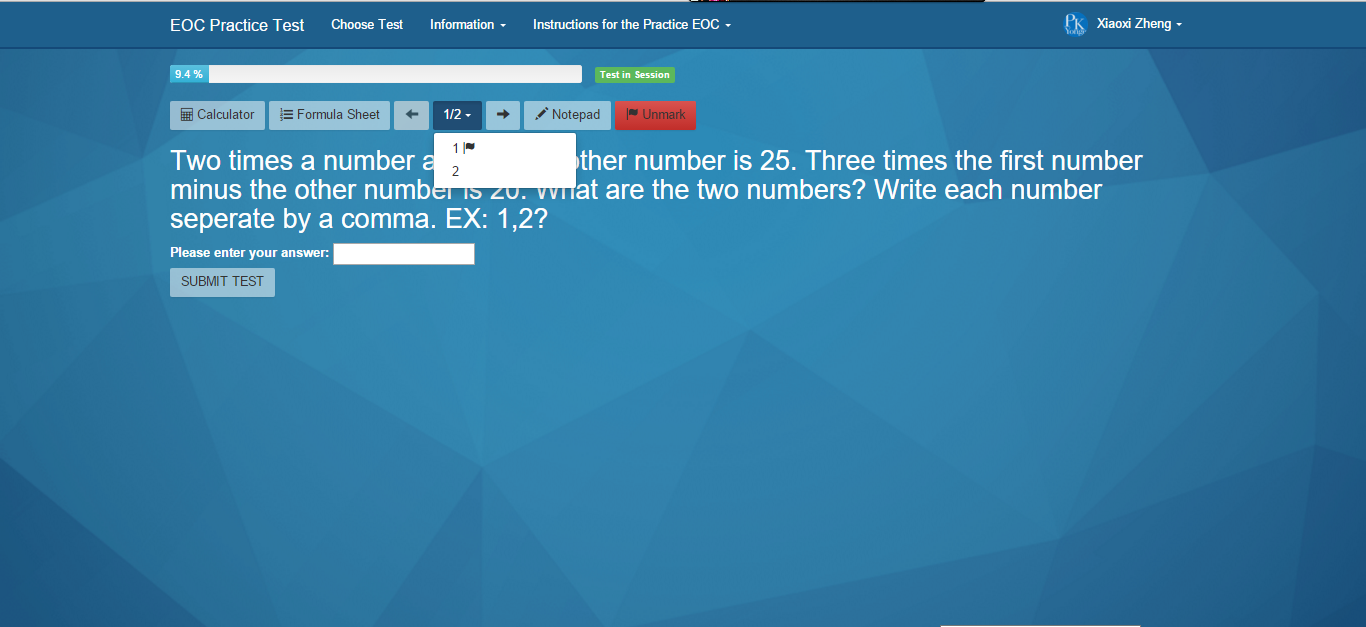 EOC Practice Test Choose Test Information Instructions for the Practice EOC Xiaoxi Zheng
PK
9.4 % Test in Session
Calculator Formula Sheet 1/2 Notepad Unmark
1
2
Two times a number other number is 25. Three times the first number
minus the other number is 20. What are the two numbers? Write each number
seperate by a comma. EX: 1,2?
Please enter your answer:
SUBMIT TEST